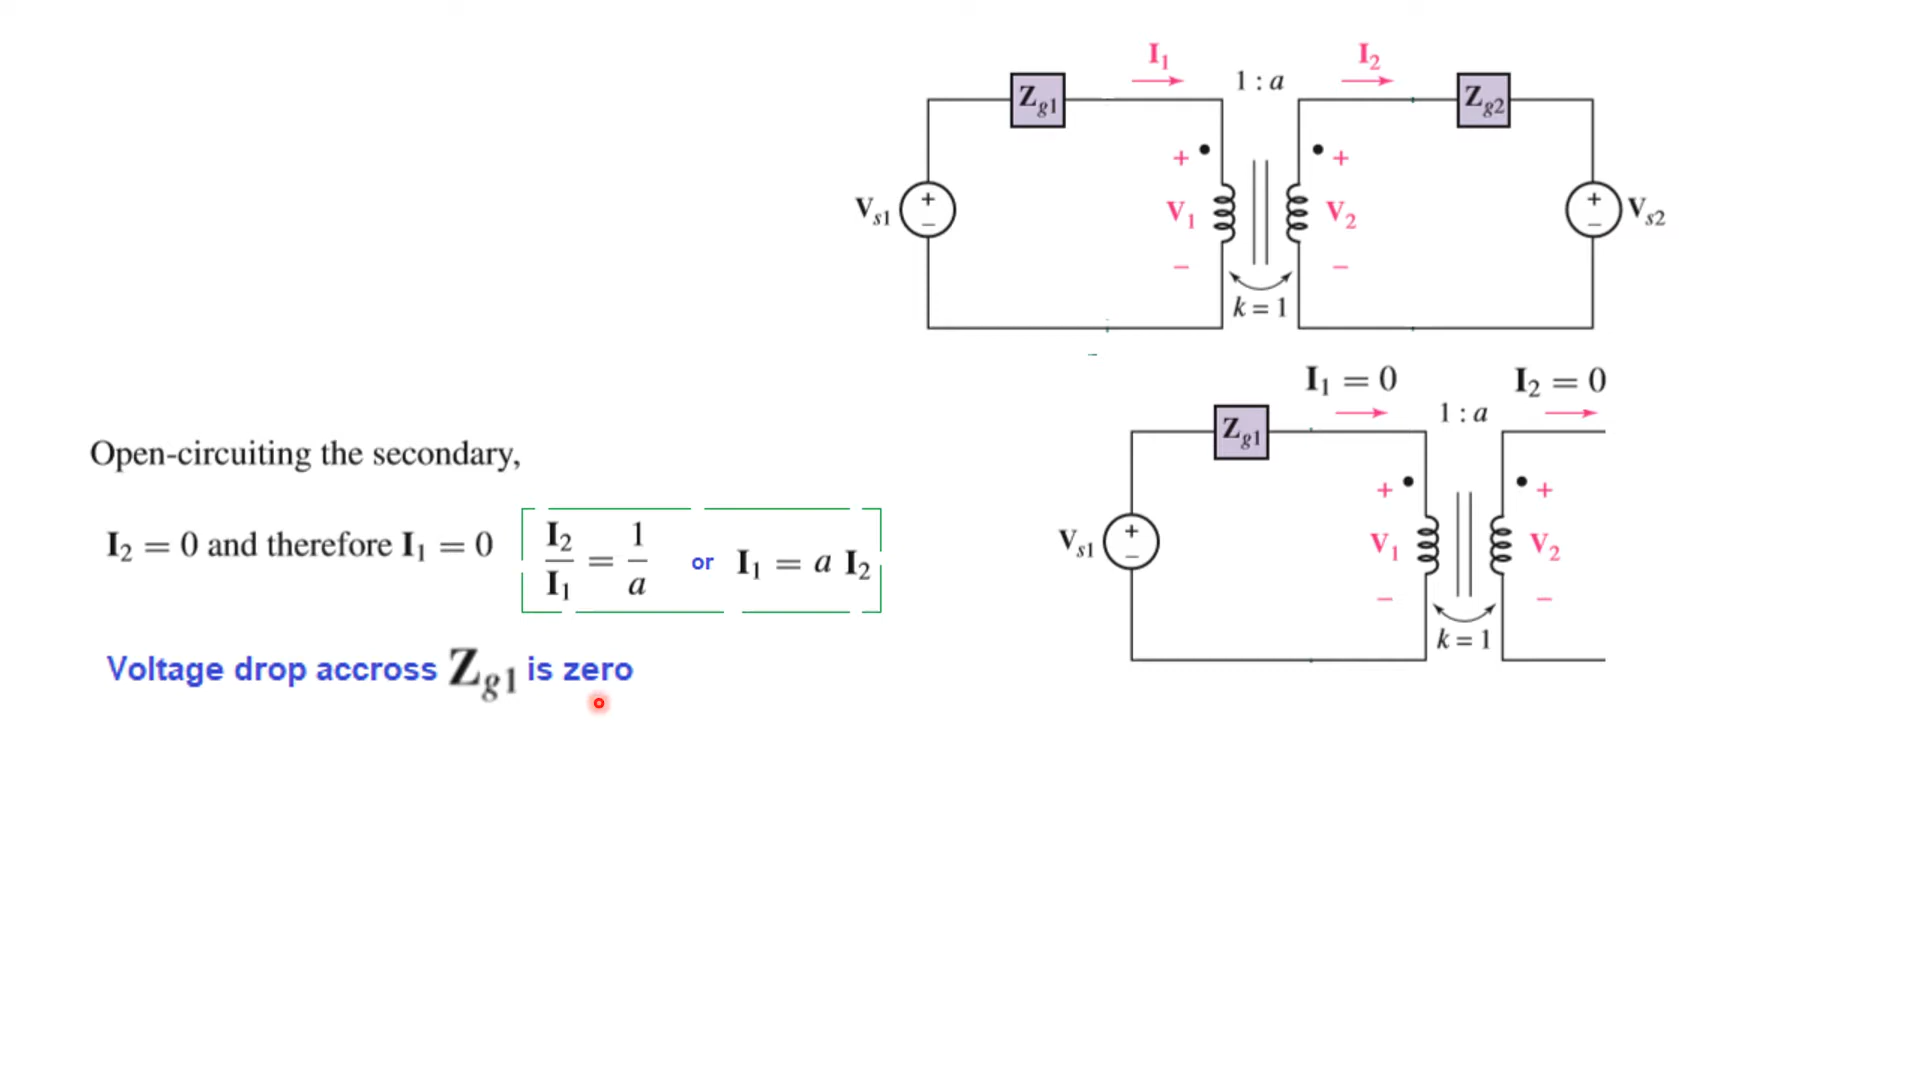 I₁ 1 : a I₂
Z_g1 Z_g2
+ +
V_s1 + − V₁ V₂ + − V_s2
− −
k = 1
I₁ = 0 I₂ = 0
1 : a
Z_g1
Open-circuiting the secondary,
I₂ = 0 and therefore I₁ = 0 I₂/I₁ = 1/a or I₁ = a I₂
+ +
V_s1 + − V₁ V₂
− −
k = 1
Voltage drop accross Z_g1 is zero